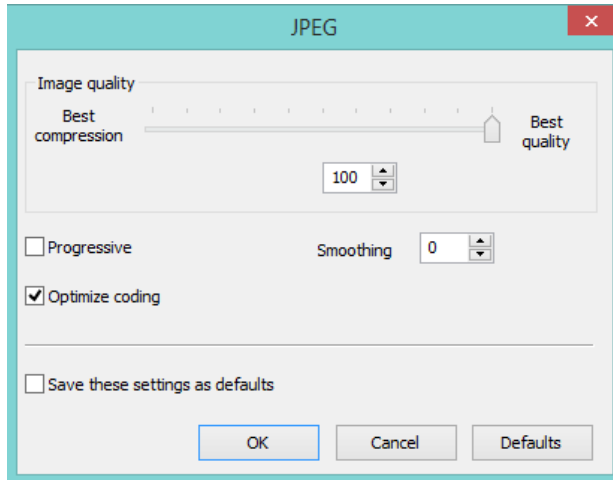 JPEG
Image quality
Best
compression
Best
quality
100
Progressive
Smoothing
0
Optimize coding
Save these settings as defaults
OK
Cancel
Defaults